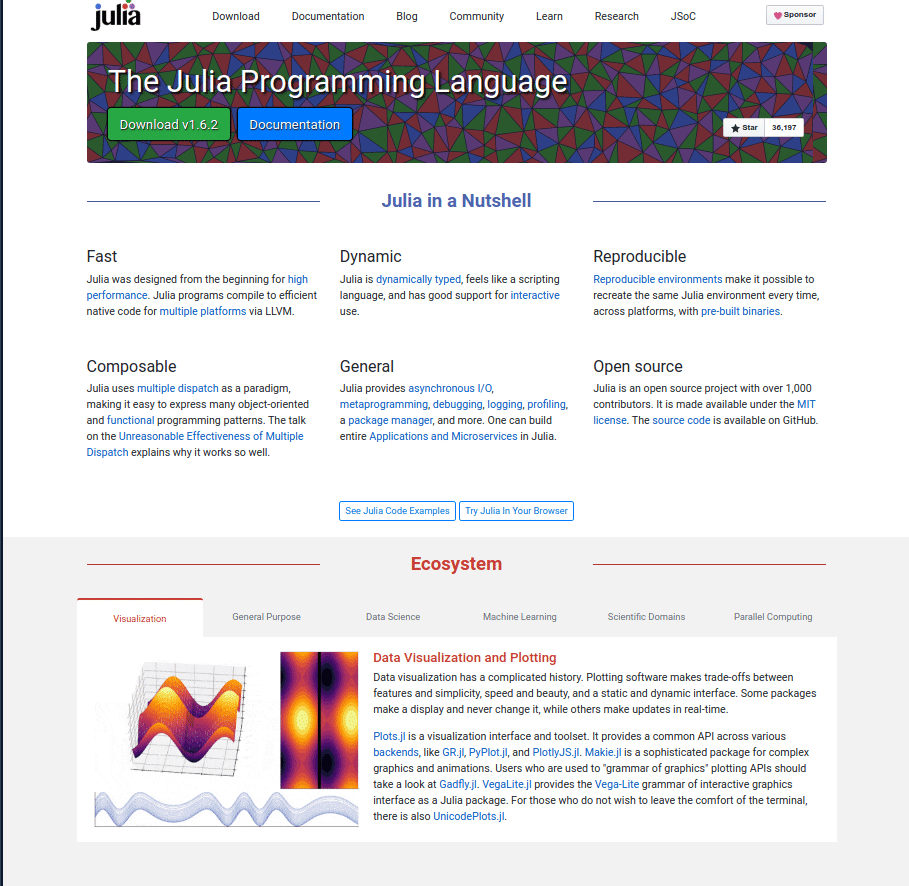 julia
Download Documentation Blog Community Learn Research JSoC Sponsor
The Julia Programming Language
Download v1.6.2 Documentation
Star 36,197
Julia in a Nutshell
Fast
Julia was designed from the beginning for high
performance. Julia programs compile to efficient
native code for multiple platforms via LLVM.
Dynamic
Julia is dynamically typed, feels like a scripting
language, and has good support for interactive
use.
Reproducible
Reproducible environments make it possible to
recreate the same Julia environment every time,
across platforms, with pre-built binaries.
Composable
Julia uses multiple dispatch as a paradigm,
making it easy to express many object-oriented
and functional programming patterns. The talk
on the Unreasonable Effectiveness of Multiple
Dispatch explains why it works so well.
General
Julia provides asynchronous I/O,
metaprogramming, debugging, logging, profiling,
a package manager, and more. One can build
entire Applications and Microservices in Julia.
Open source
Julia is an open source project with over 1,000
contributors. It is made available under the MIT
license. The source code is available on GitHub.
See Julia Code Examples Try Julia In Your Browser
Ecosystem
Visualization General Purpose Data Science Machine Learning Scientific Domains Parallel Computing
Data Visualization and Plotting
Data visualization has a complicated history. Plotting software makes trade-offs between
features and simplicity, speed and beauty, and a static and dynamic interface. Some packages
make a display and never change it, while others make updates in real-time.
Plots.jl is a visualization interface and toolset. It provides a common API across various
backends, like GR.jl, PyPlot.jl, and PlotlyJS.jl. Makie.jl is a sophisticated package for complex
graphics and animations. Users who are used to "grammar of graphics" plotting APIs should
take a look at Gadfly.jl. VegaLite.jl provides the Vega-Lite grammar of interactive graphics
interface as a Julia package. For those who do not wish to leave the comfort of the terminal,
there is also UnicodePlots.jl.